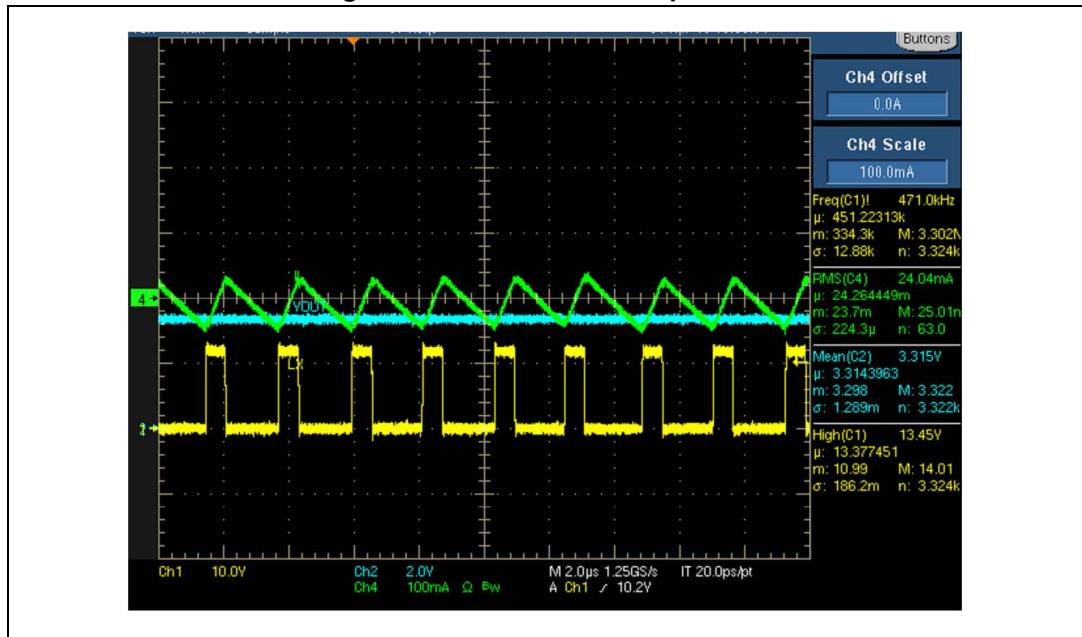 Buttons
Ch4 Offset
0.0A
Ch4 Scale
100.0mA
Freq(C1)! 471.0kHz
µ: 451.22313k
m: 334.3k M: 3.302
σ: 12.88k n: 3.324k
RMS(C4) 24.04mA
µ: 24.264449m
m: 23.7m M: 25.01
σ: 224.3µ n: 63.0
Mean(C2) 3.315V
µ: 3.3143963
m: 3.298 M: 3.322
σ: 1.289m n: 3.322k
High(C1) 13.45V
µ: 13.377451
m: 10.99 M: 14.01
σ: 186.2m n: 3.324k
4
VOUT
LX
Ch1 10.0V Ch2 2.0V M 2.0µs 1.25GS/s IT 20.0ps/pt
Ch4 100mA Ω Bw A Ch1 10.2V